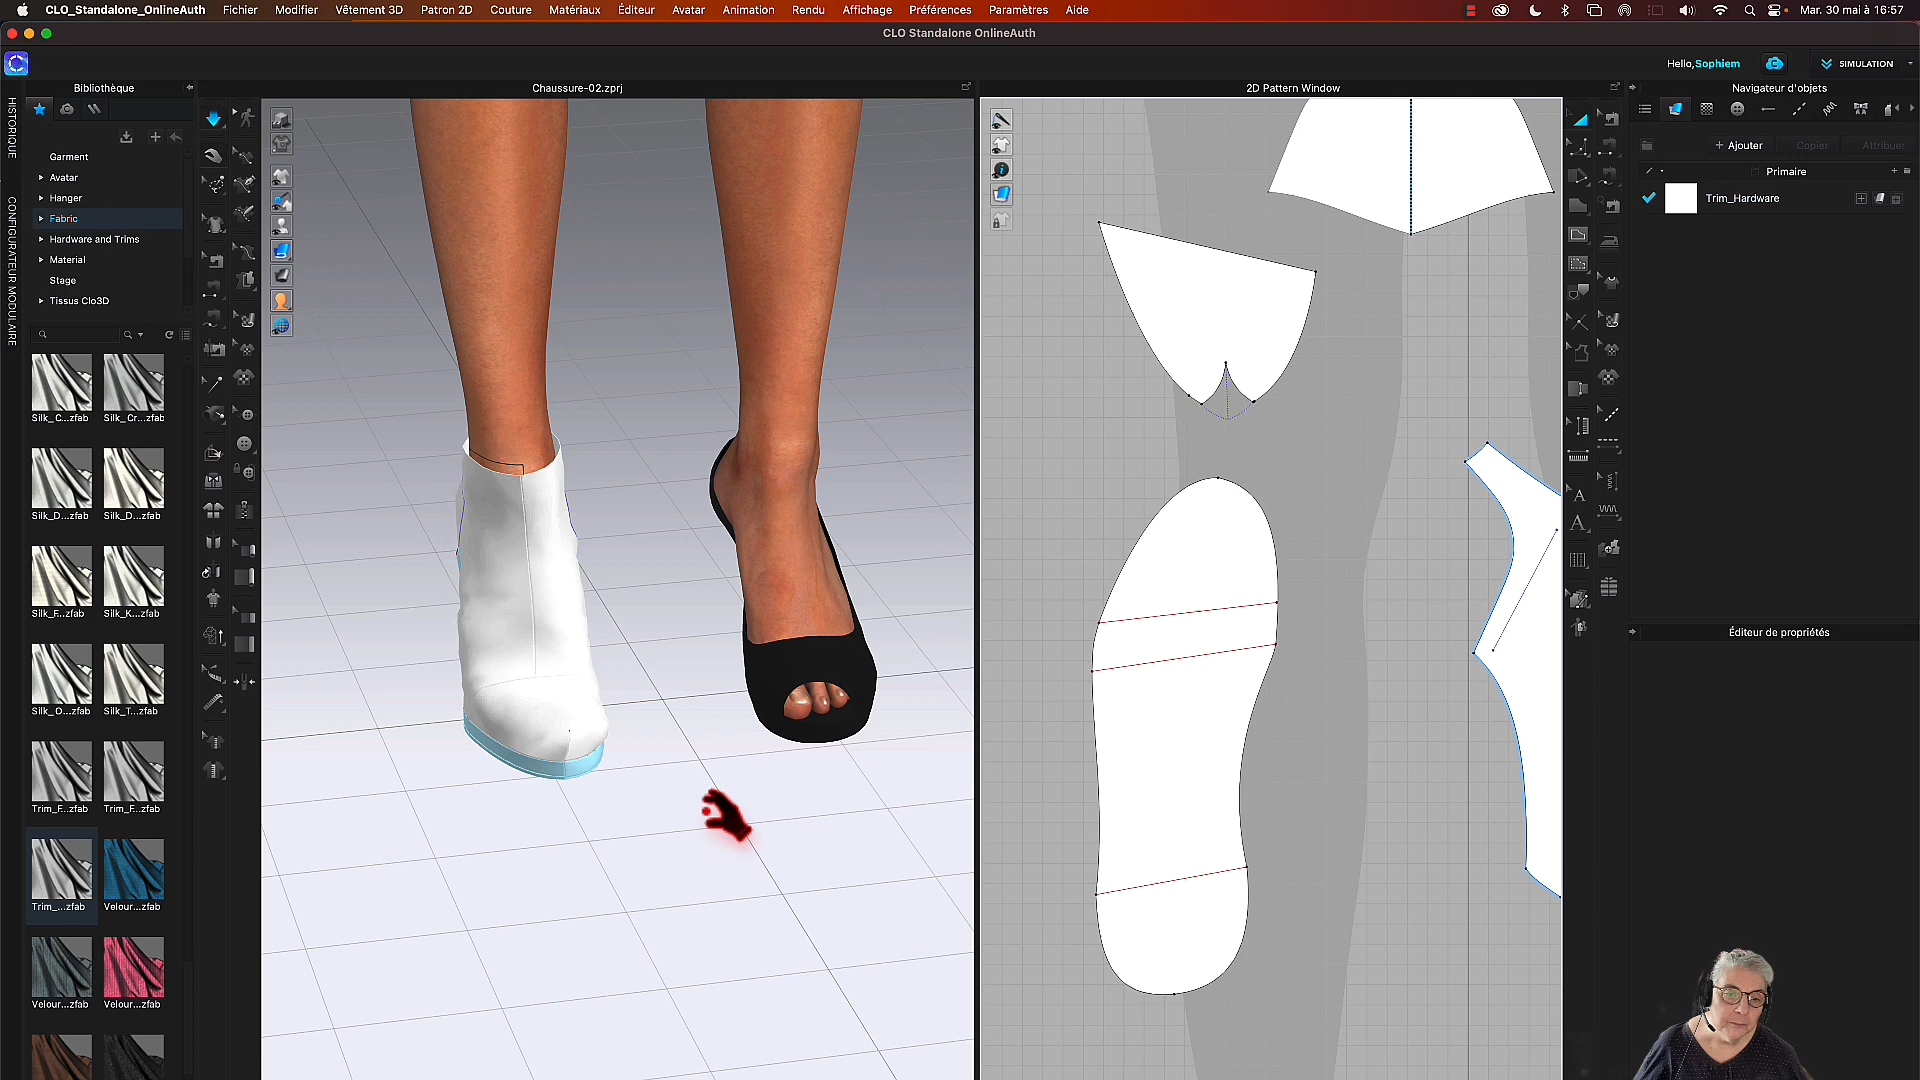 CLO_Standalone_OnlineAuth Fichier Modifier Vêtement 3D Patron 2D Couture Matériaux Éditeur Avatar Animation Rendu Affichage Préférences Paramètres Aide Mar. 30 mai à 16:57
CLO Standalone OnlineAuth
Hello,Sophiem SIMULATION
Bibliothèque
Chaussure-02.zprj
2D Pattern Window
Navigateur d'objets
HISTORIQUE
CONFIGURATEUR MODULAIRE
Garment
Avatar
Hanger
Fabric
Hardware and Trims
Material
Stage
Tissus Clo3D
Silk_C...zfab Silk_Cr...zfab
Silk_D...zfab Silk_D...zfab
Silk_F...zfab Silk_K...zfab
Silk_O...zfab Silk_T...zfab
Trim_F...zfab Trim_F...zfab
Trim_...zfab Velour...zfab
Velour...zfab Velour...zfab
+ Ajouter Copier Attribuer
Primaire
Trim_Hardware
Éditeur de propriétés